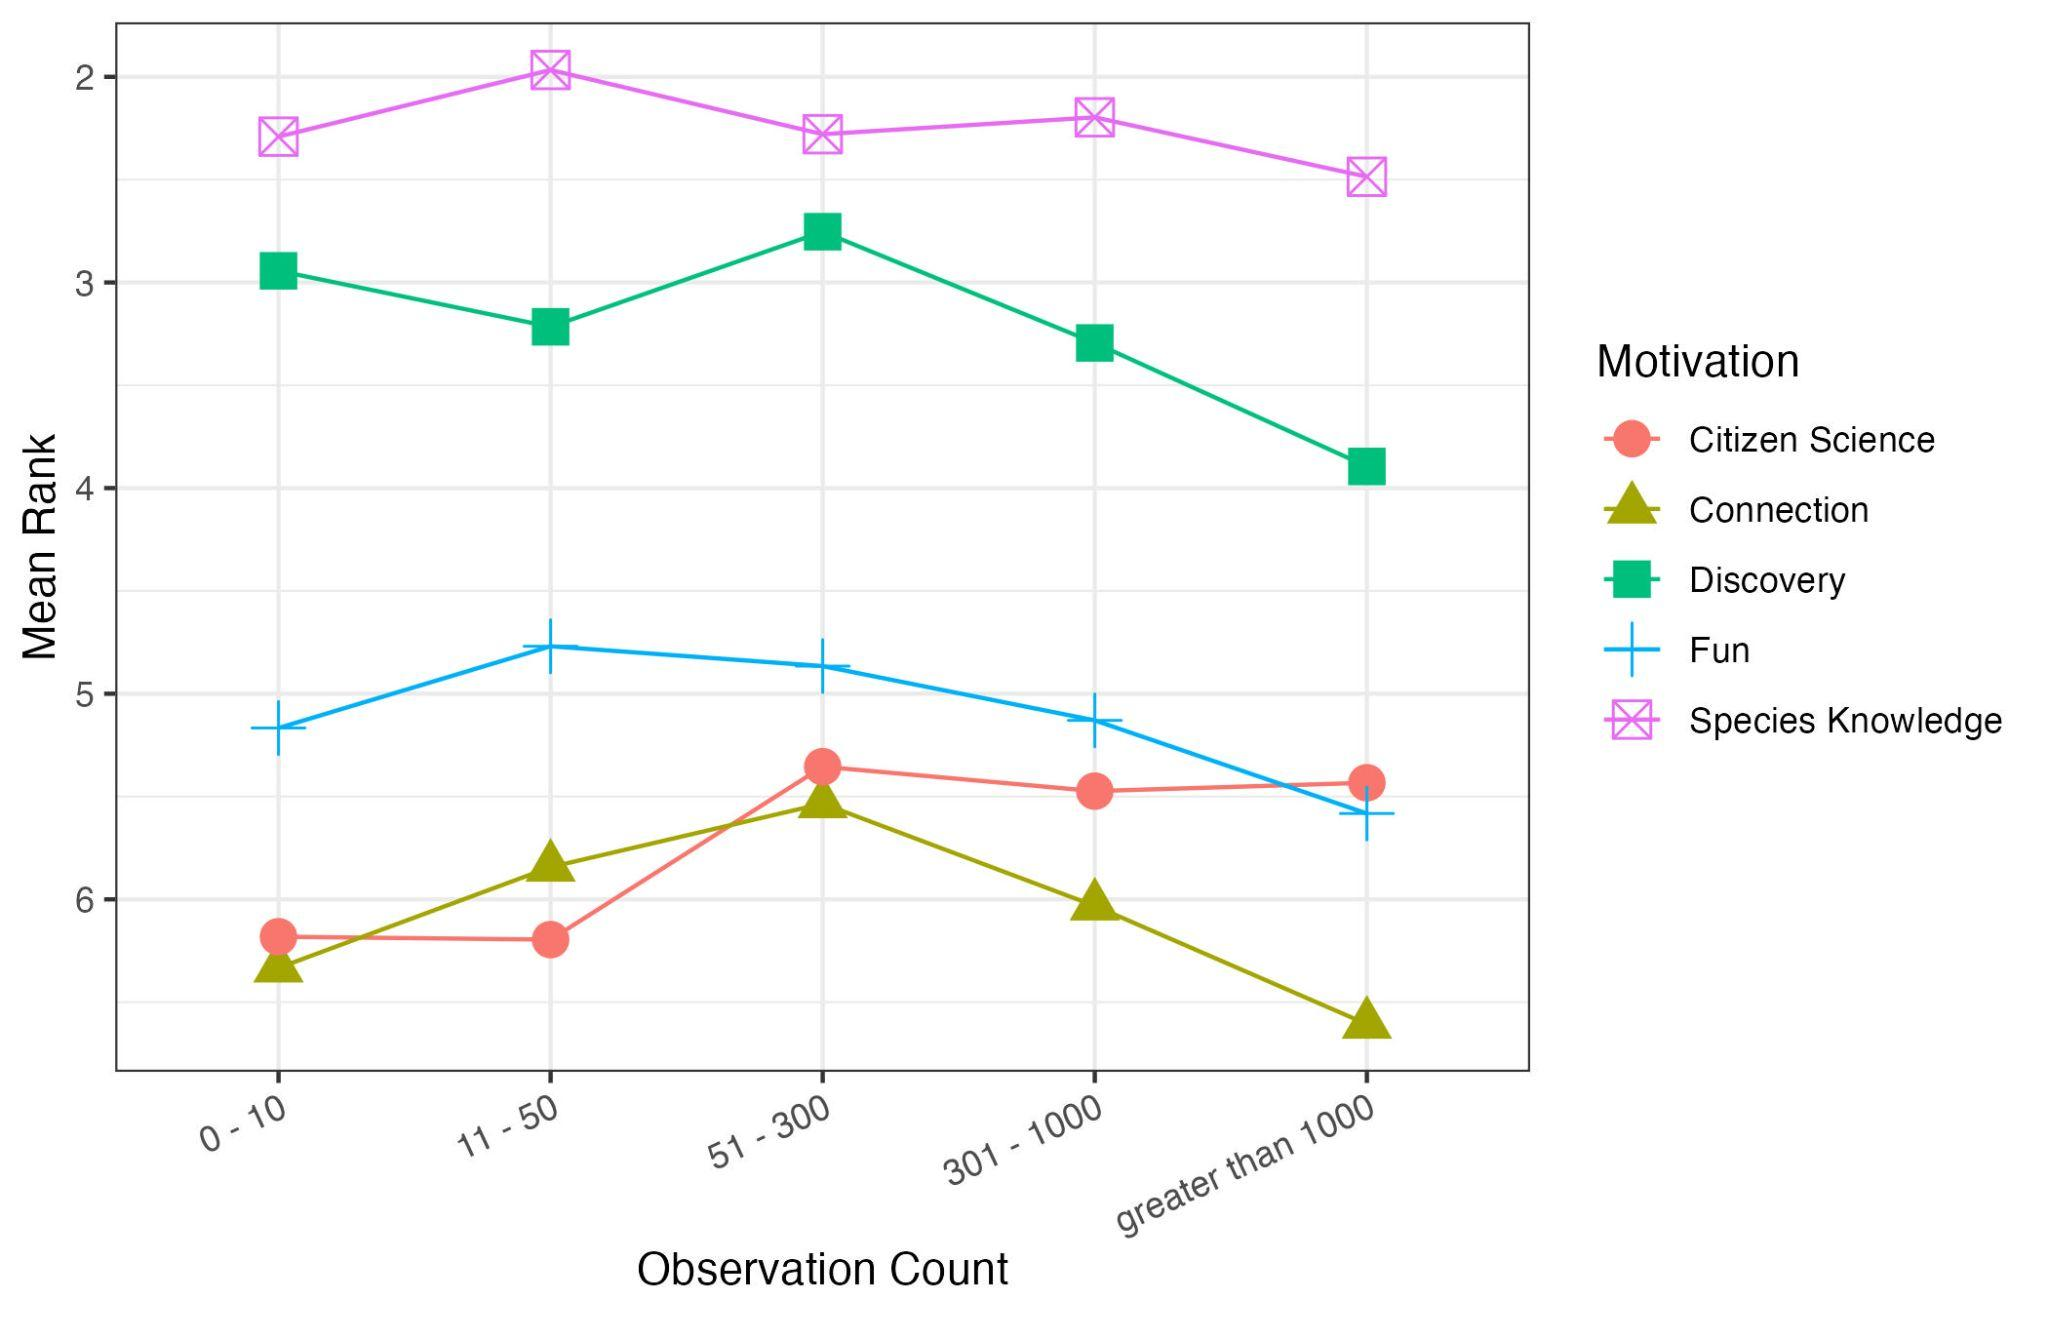 2
3
4
5
6
Mean Rank
0 - 10
11 - 50
51 - 300
301 - 1000
greater than 1000
Observation Count
Motivation
Citizen Science
Connection
Discovery
Fun
Species Knowledge